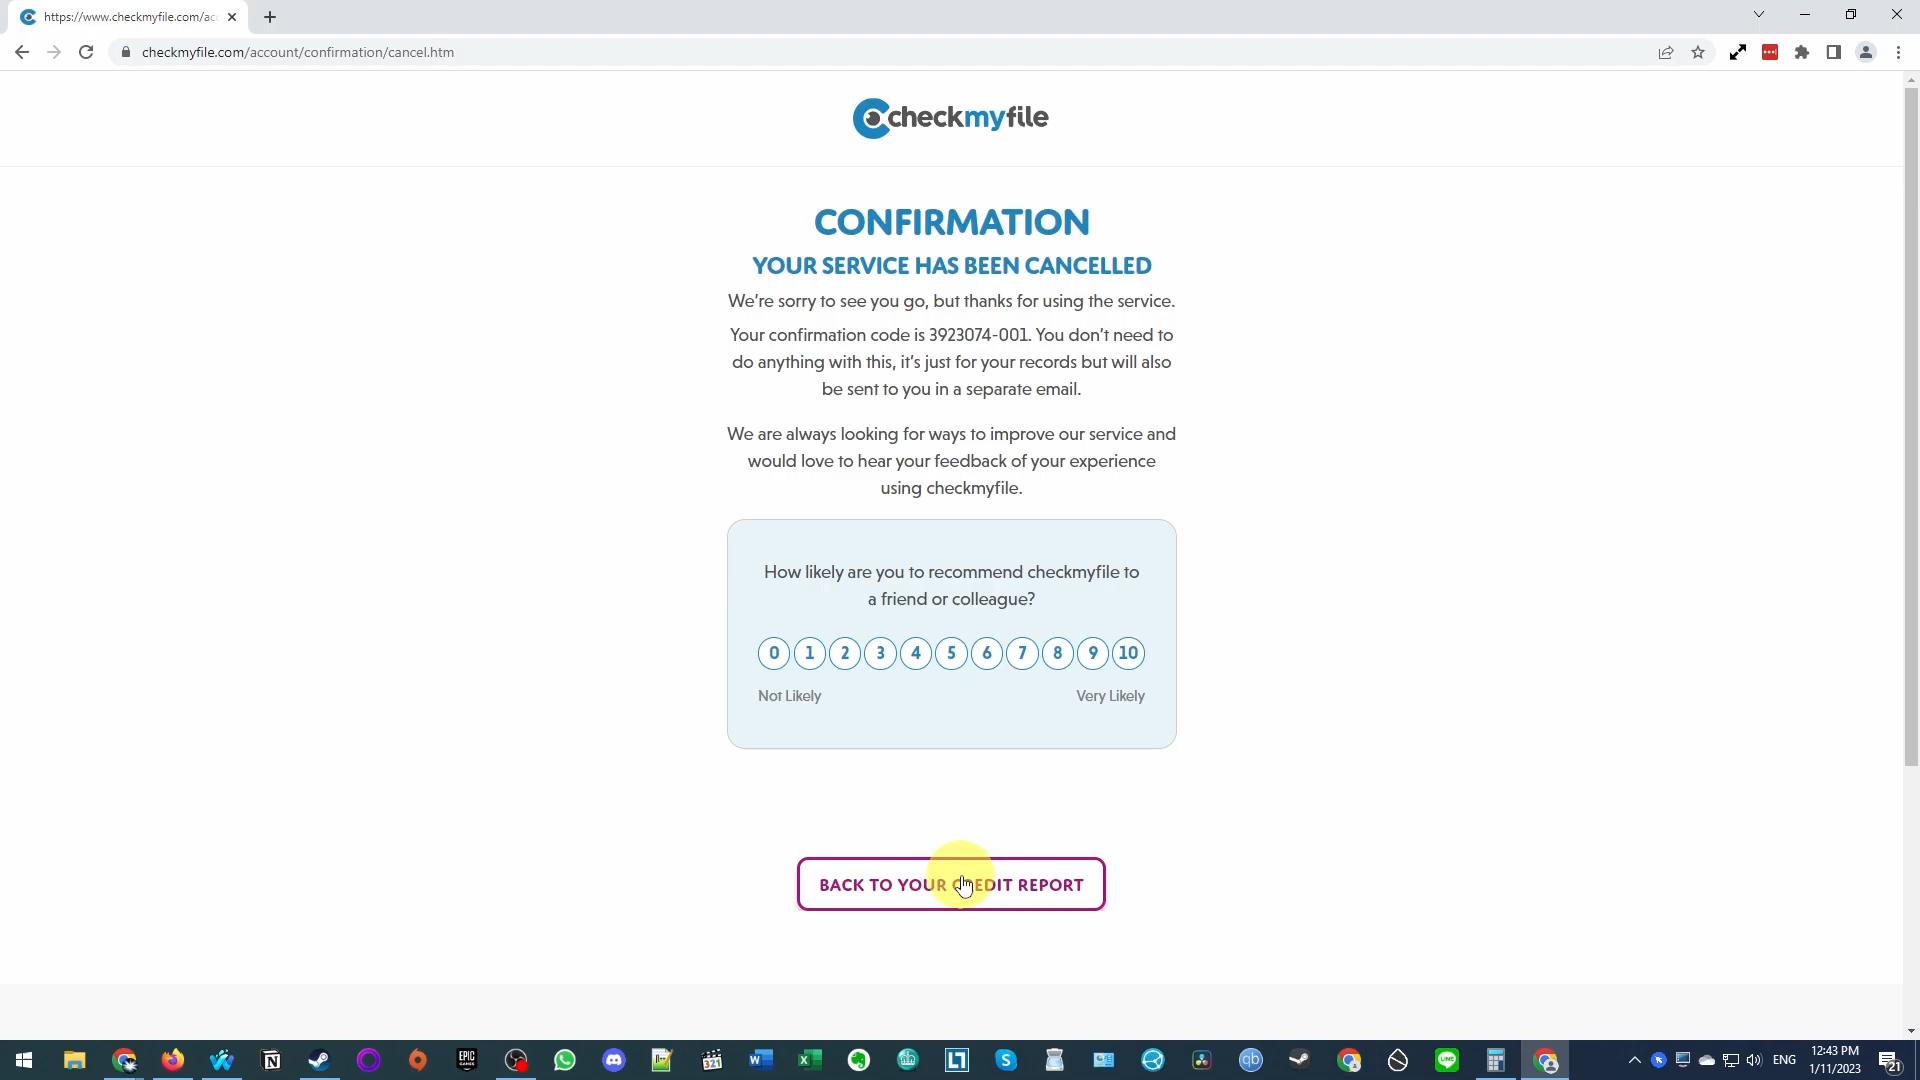 https://www.checkmyfile.com/acc
checkmyfile.com/account/confirmation/cancel.htm
checkmyfile
CONFIRMATION
YOUR SERVICE HAS BEEN CANCELLED
We're sorry to see you go, but thanks for using the service.
Your confirmation code is 3923074-001. You don't need to
do anything with this, it's just for your records but will also
be sent to you in a separate email.
We are always looking for ways to improve our service and
would love to hear your feedback of your experience
using checkmyfile.
How likely are you to recommend checkmyfile to
a friend or colleague?
0 1 2 3 4 5 6 7 8 9 10
Not Likely Very Likely
BACK TO YOUR CREDIT REPORT
EPIC GAMES
321
ENG
12:43 PM
1/11/2023
21